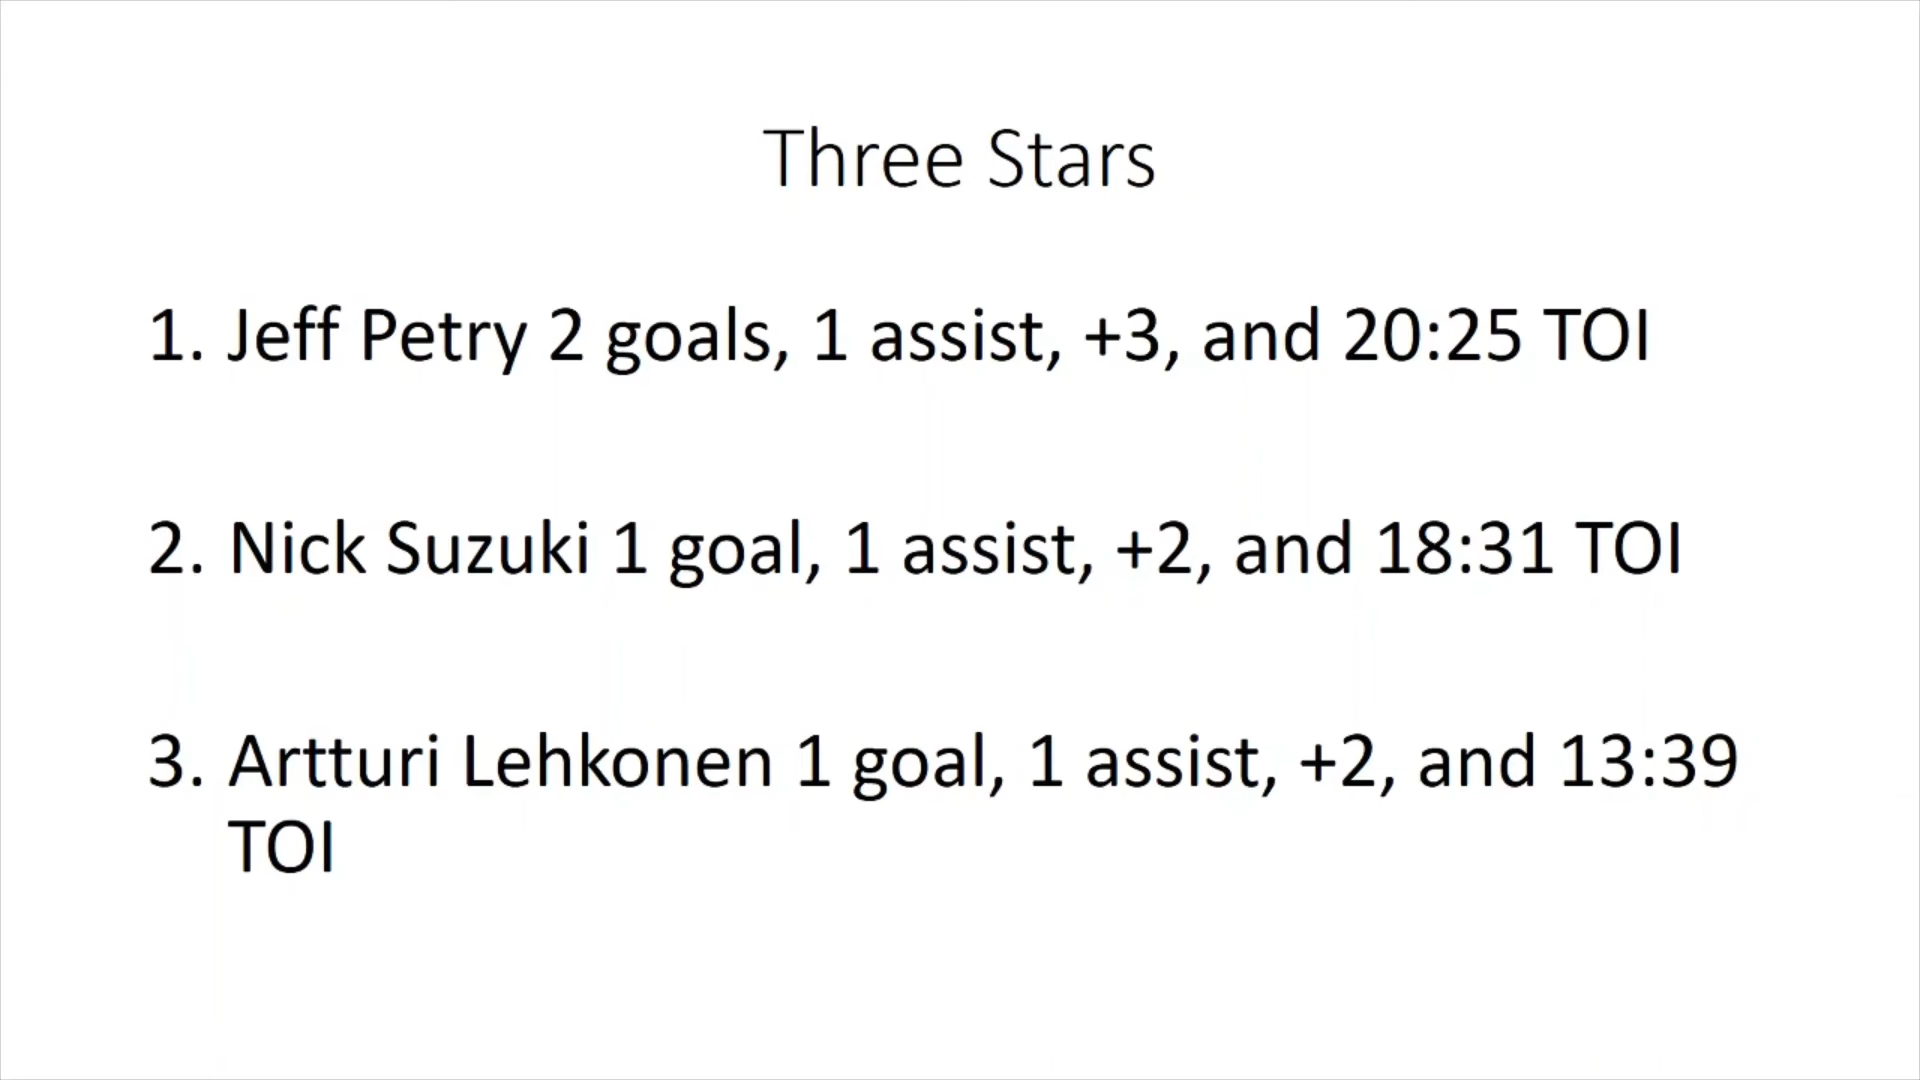 Three Stars
1. Jeff Petry 2 goals, 1 assist, +3, and 20:25 TOI
2. Nick Suzuki 1 goal, 1 assist, +2, and 18:31 TOI
3. Artturi Lehkonen 1 goal, 1 assist, +2, and 13:39
TOI